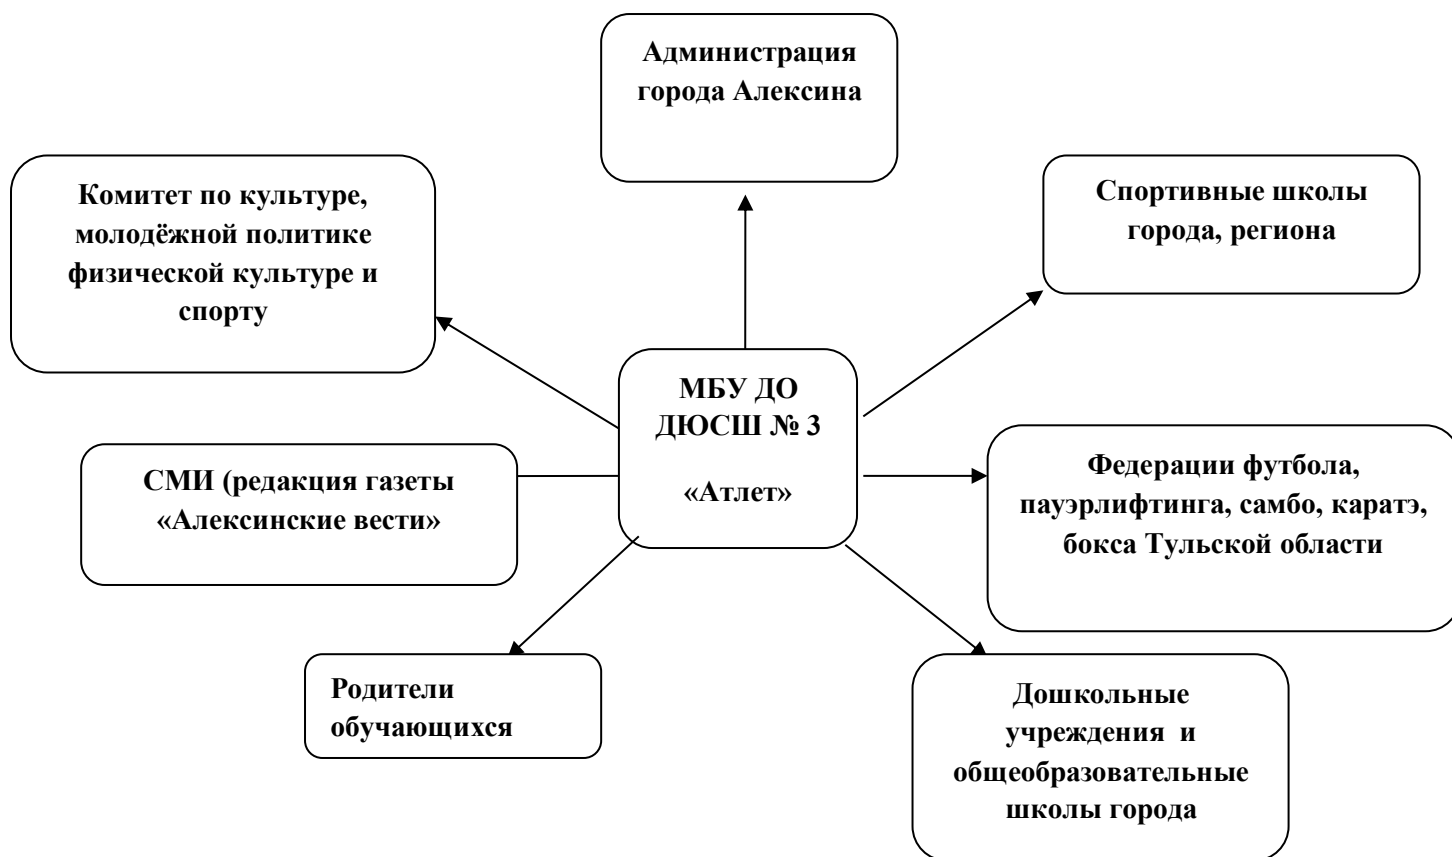 Администрация
города Алексина
Комитет по культуре,
молодёжной политике
физической культуре и
спорту
Спортивные школы
города, региона
МБУ ДО
ДЮСШ № 3
«Атлет»
СМИ (редакция газеты
«Алексинские вести»
Федерации футбола,
пауэрлифтинга, самбо, каратэ,
бокса Тульской области
Родители
обучающихся
Дошкольные
учреждения и
общеобразовательные
школы города